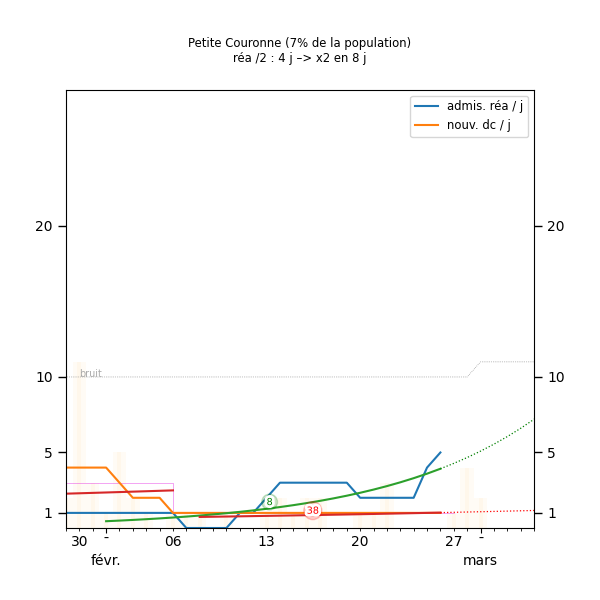 Petite Couronne (7% de la population)
réa /2 : 4 j –> x2 en 8 j
admis. réa / j
nouv. dc / j
20 20
bruit
10 10
5 5
8
38
1 1
30 - 06 13 20 27 -
févr. mars